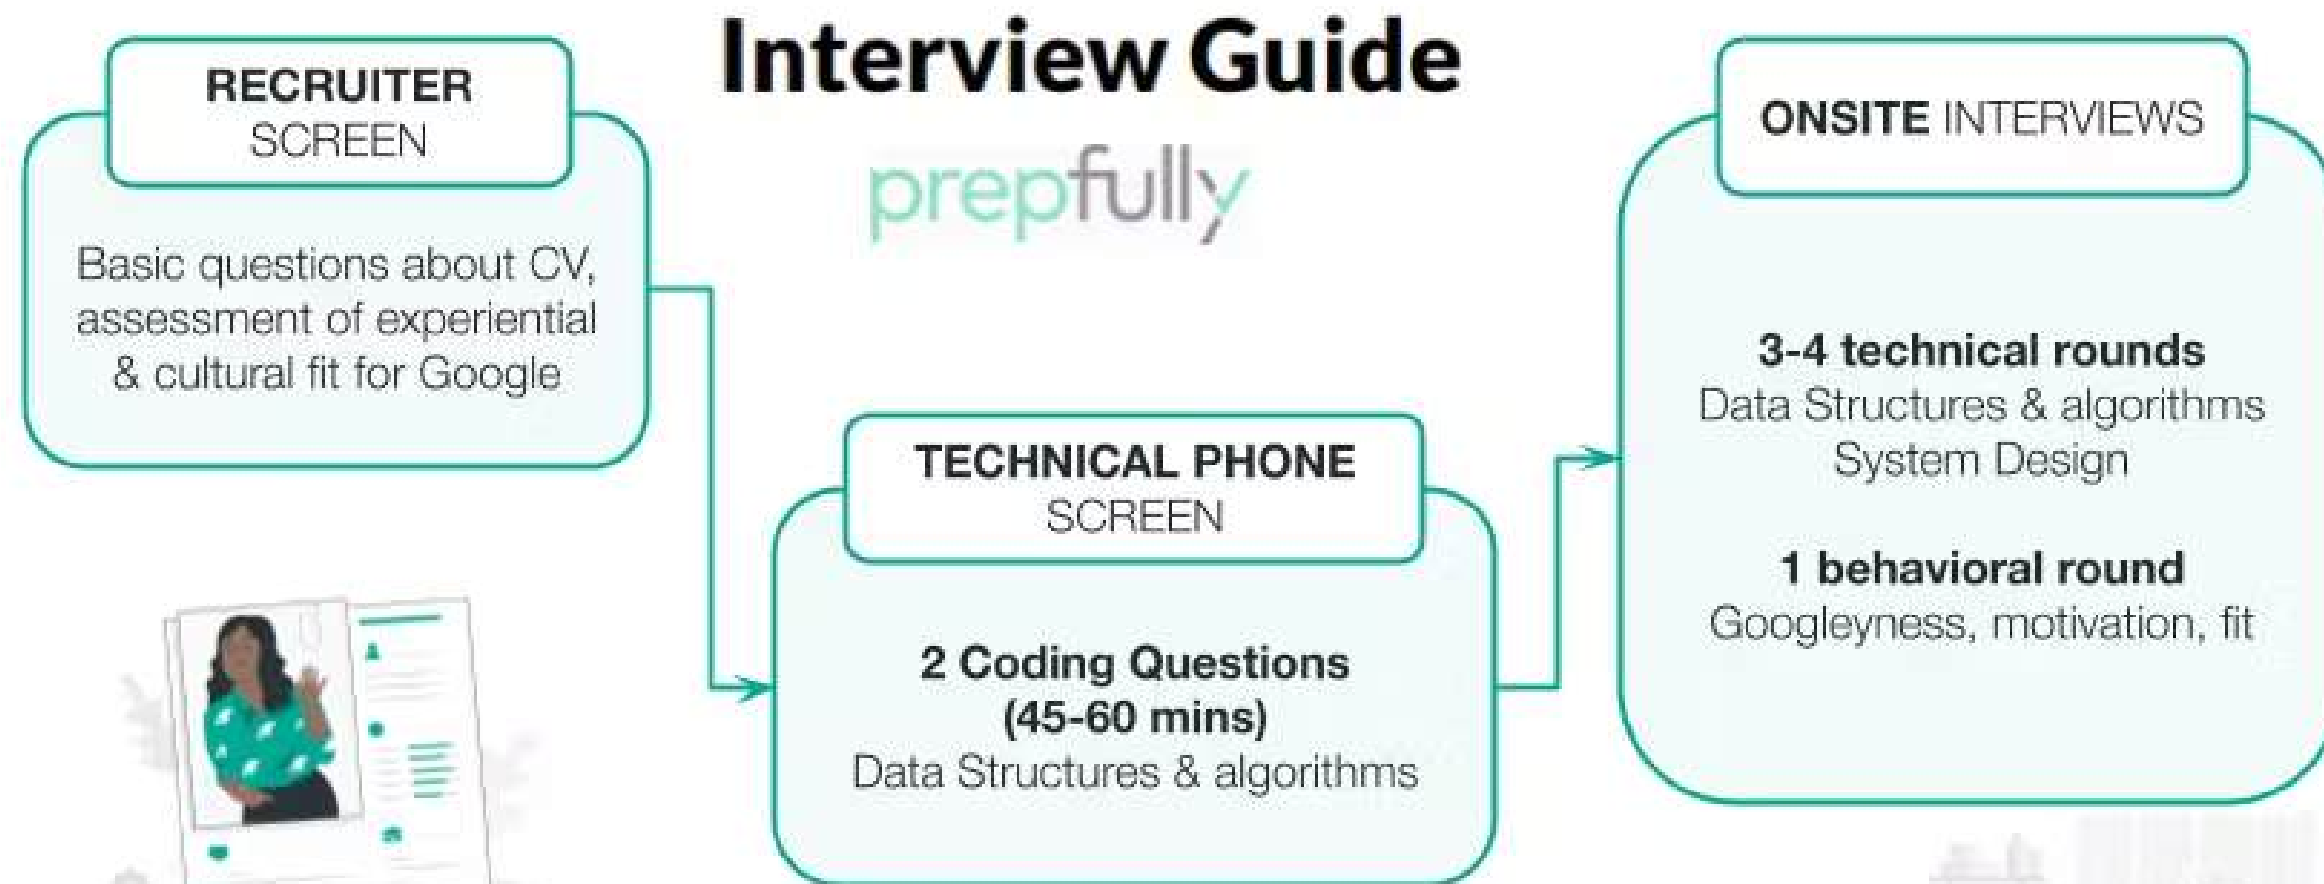 Interview Guide
prepfully
RECRUITER
SCREEN
Basic questions about CV,
assessment of experiential
& cultural fit for Google
TECHNICAL PHONE
SCREEN
2 Coding Questions
(45-60 mins)
Data Structures & algorithms
ONSITE INTERVIEWS
3-4 technical rounds
Data Structures & algorithms
System Design
1 behavioral round
Googleyness, motivation, fit